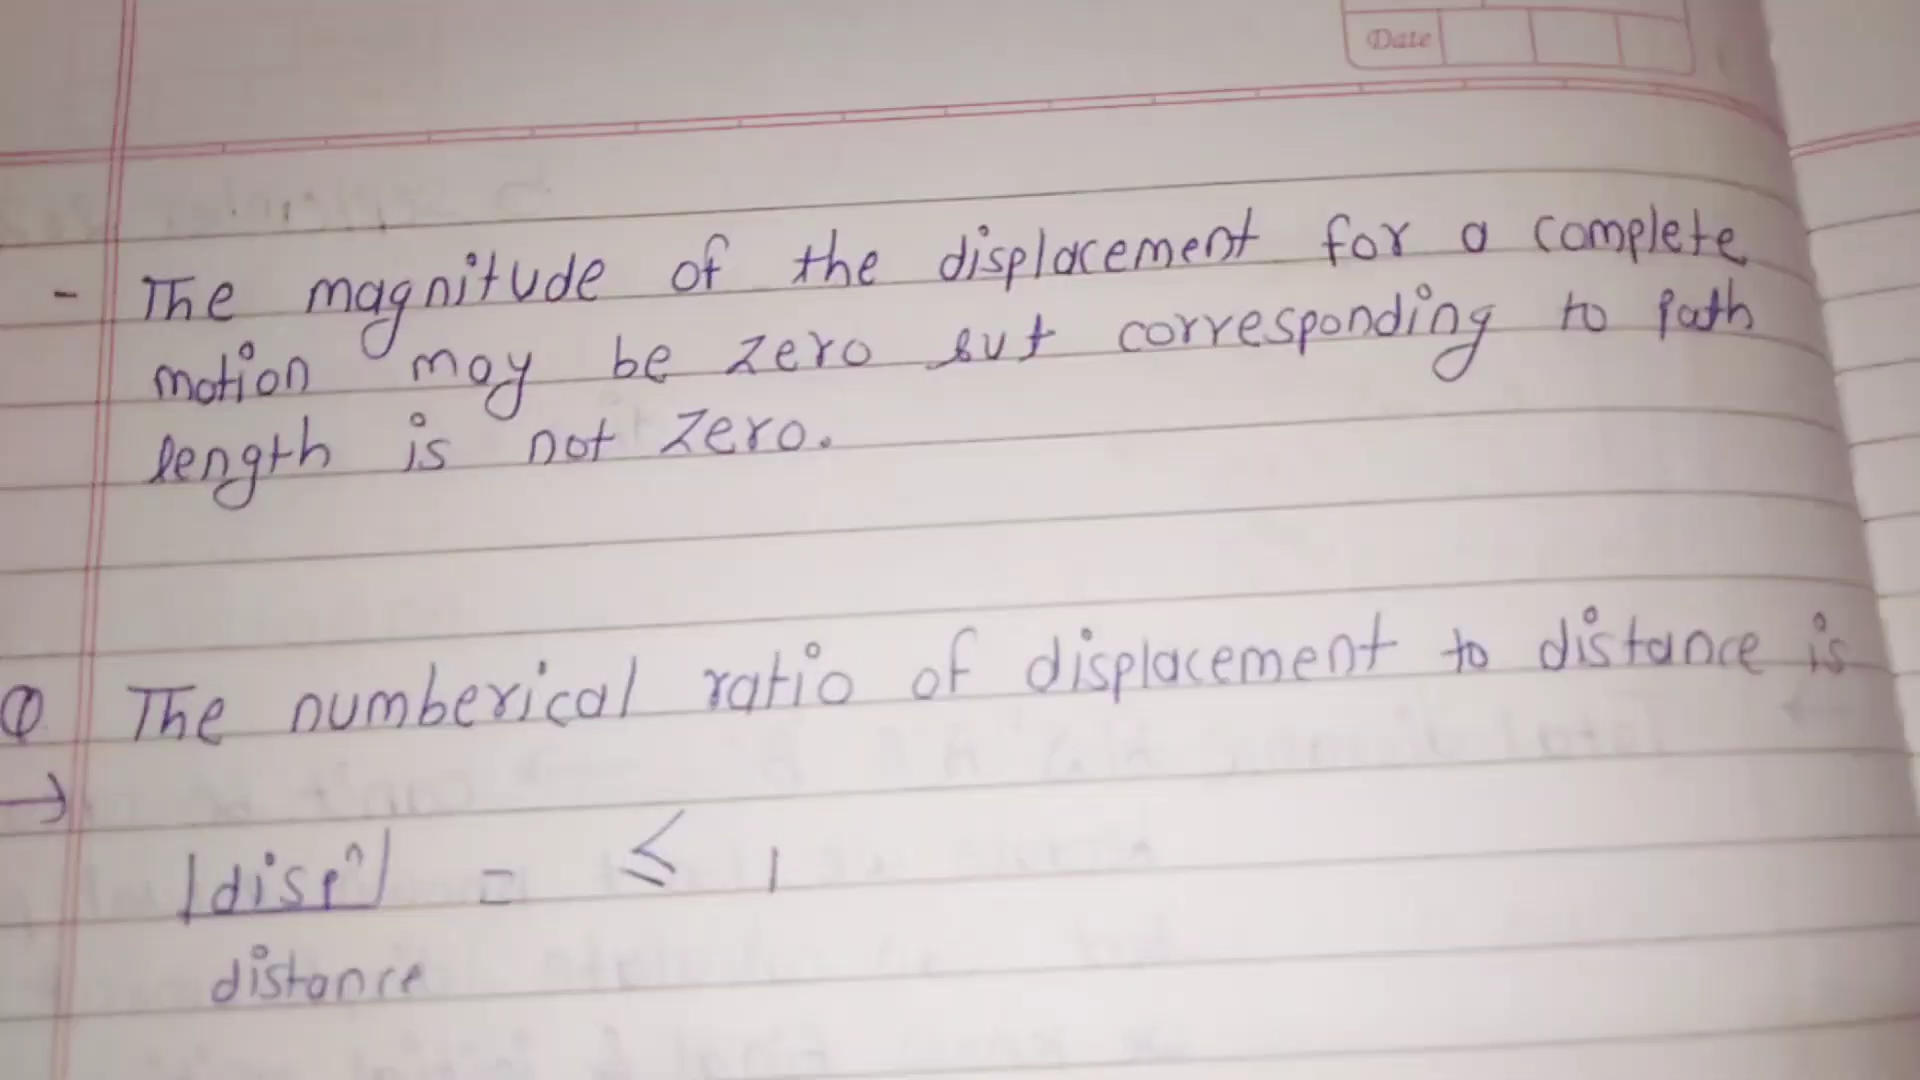 Date
- The magnitude of the displacement for a complete
motion may be zero but corresponding to path
length is not zero.
Q The numberical ratio of displacement to distance is
→
|dispⁿ| = ≤ 1
distance